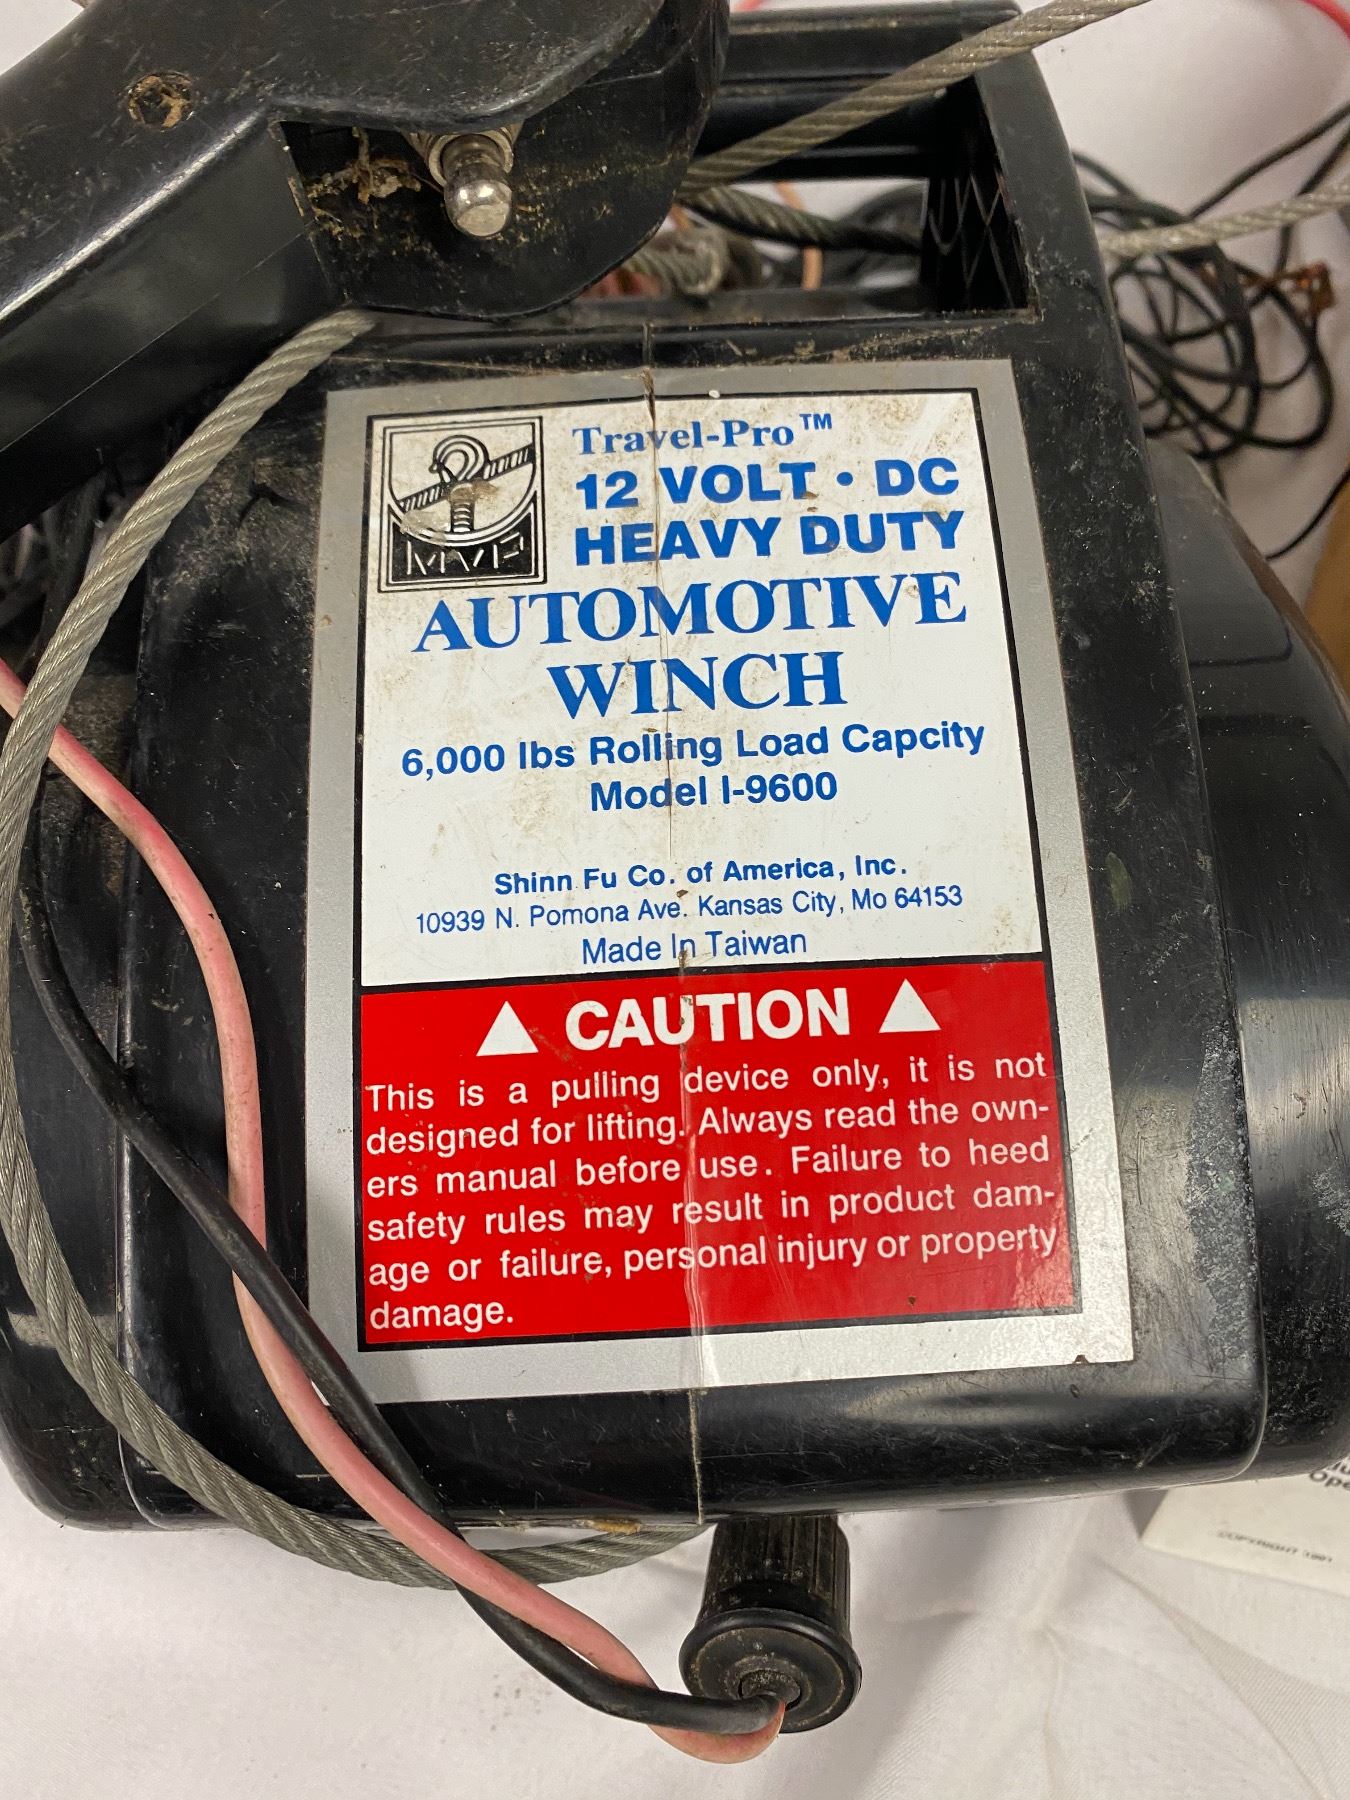 MVP
Travel-Pro™
12 VOLT • DC
HEAVY DUTY
AUTOMOTIVE
WINCH
6,000 lbs Rolling Load Capcity
Model I-9600
Shinn Fu Co. of America, Inc.
10939 N. Pomona Ave. Kansas City, Mo 64153
Made In Taiwan
CAUTION
This is a pulling device only, it is not
designed for lifting. Always read the own-
ers manual before use. Failure to heed
safety rules may result in product dam-
age or failure, personal injury or property
damage.
COPYRIGHT 1991